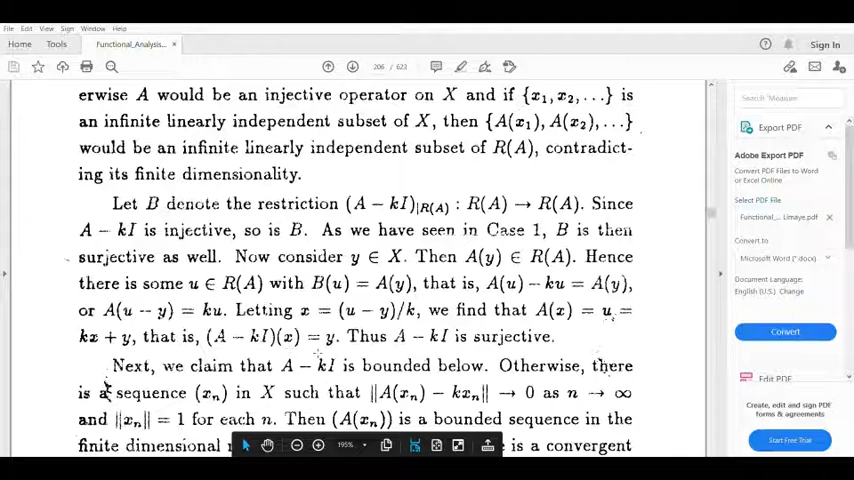 File Edit View Sign Window Help
Home Tools Functional_Analysis... × Sign In
206 / 623
erwise A would be an injective operator on X and if {x₁, x₂, ...} is
an infinite linearly independent subset of X, then {A(x₁), A(x₂), ...}
would be an infinite linearly independent subset of R(A), contradict-
ing its finite dimensionality.
Let B denote the restriction (A − kI)|R(A) : R(A) → R(A). Since
A − kI is injective, so is B. As we have seen in Case 1, B is then
surjective as well. Now consider y ∈ X. Then A(y) ∈ R(A). Hence
there is some u ∈ R(A) with B(u) = A(y), that is, A(u) − ku = A(y),
or A(u − y) = ku. Letting x = (u − y)/k, we find that A(x) = u =
kx + y, that is, (A − kI)(x) = y. Thus A − kI is surjective.
Next, we claim that A − kI is bounded below. Otherwise, there
is a sequence (xₙ) in X such that ‖A(xₙ) − kxₙ‖ → 0 as n → ∞
and ‖xₙ‖ = 1 for each n. Then (A(xₙ)) is a bounded sequence in the
finite dimensional is a convergent
195%
Search 'Measure
Export PDF
Adobe Export PDF
Convert PDF Files to Word
or Excel Online
Select PDF File
Functional_... Limaye.pdf ×
Convert to
Microsoft Word (*.docx)
Document Language:
English (U.S.) Change
Convert
Edit PDF
Create, edit and sign PDF
forms & agreements
Start Free Trial